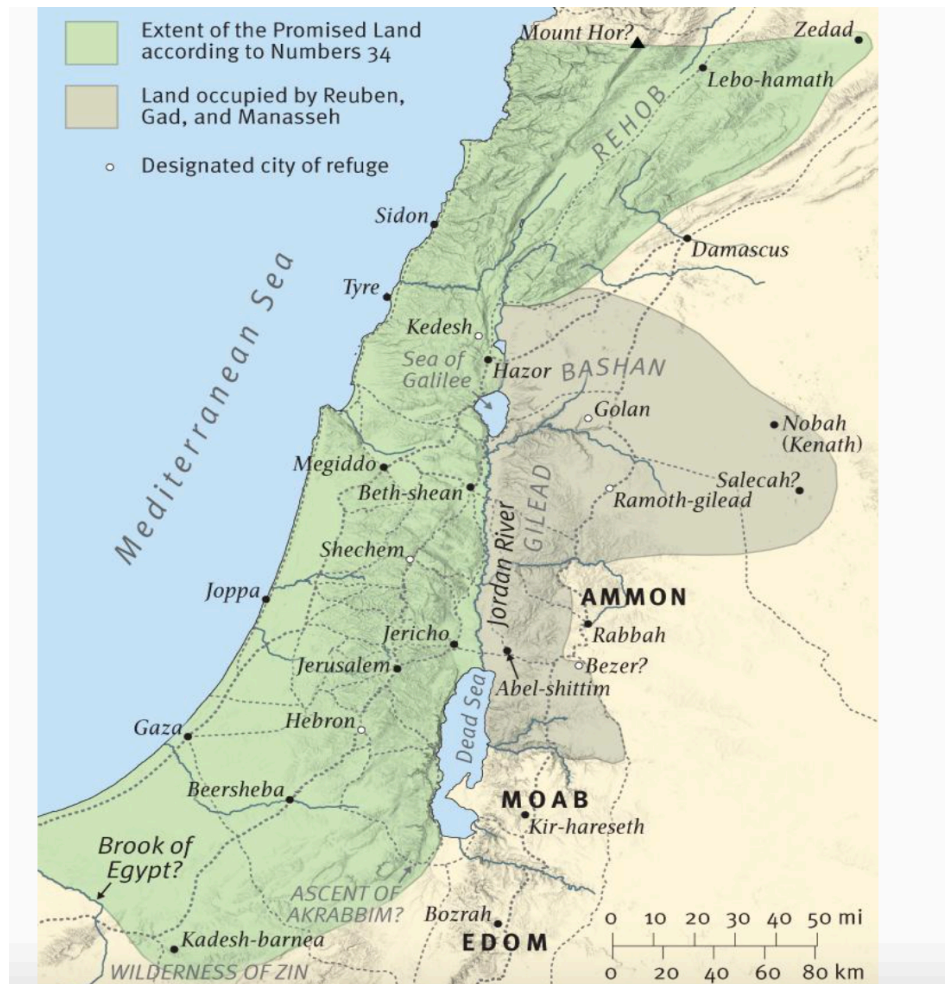 Extent of the Promised Land
according to Numbers 34
Land occupied by Reuben,
Gad, and Manasseh
Designated city of refuge
Mount Hor?
Zedad
Lebo-hamath
REHOB
Sidon
Damascus
Mediterranean Sea
Tyre
Kedesh
Sea of
Galilee
Hazor
BASHAN
Golan
Nobah
(Kenath)
Megiddo
Beth-shean
Salecah?
Ramoth-gilead
GILEAD
Jordan River
Shechem
Joppa
AMMON
Rabbah
Jericho
Jerusalem
Bezer?
Abel-shittim
Dead Sea
Gaza
Hebron
Beersheba
MOAB
Kir-hareseth
Brook of
Egypt?
ASCENT OF
AKRABBIM?
Bozrah
EDOM
Kadesh-barnea
WILDERNESS OF ZIN
0 10 20 30 40 50 mi
0 20 40 60 80 km